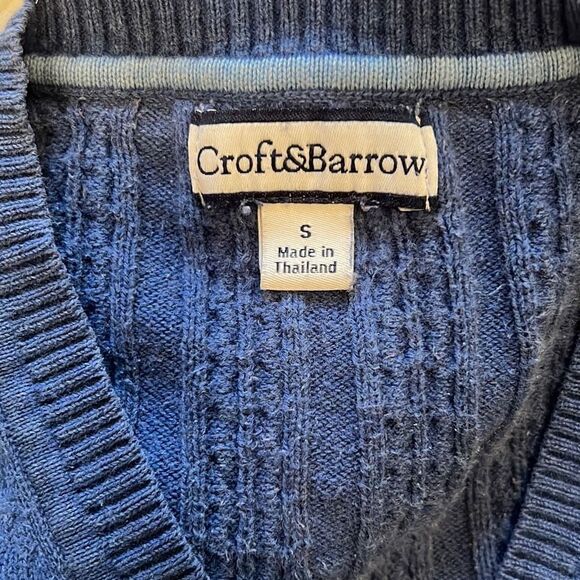 Croft&Barrow
S
Made in
Thailand